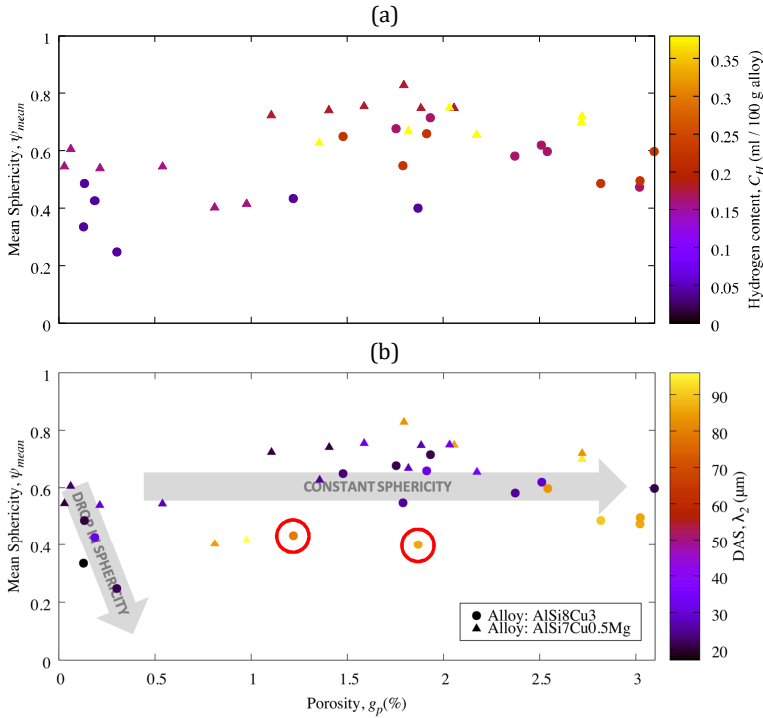 (a)
1
0.8
0.6
0.4
0.2
0
Mean Sphericity, ψmean
0.35
0.3
0.25
0.2
0.15
0.1
0.05
0
Hydrogen content, CH (ml / 100 g alloy)
(b)
1
0.8
0.6
0.4
0.2
0
Mean Sphericity, ψmean
DROP IN SPHERICITY
CONSTANT SPHERICITY
Alloy: AlSi8Cu3
Alloy: AlSi7Cu0.5Mg
0 0.5 1 1.5 2 2.5 3
Porosity, gp(%)
90
80
70
60
50
40
30
20
DAS, λ2 (μm)